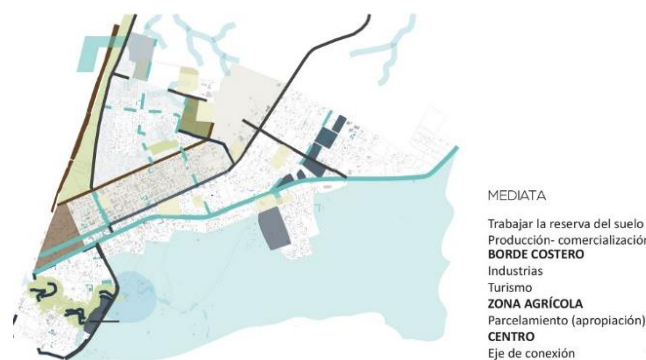 MEDIATA
Trabajar la reserva del suelo
Producción- comercialización
BORDE COSTERO
Industrias
Turismo
ZONA AGRÍCOLA
Parcelamiento (apropiación)
CENTRO
Eje de conexión